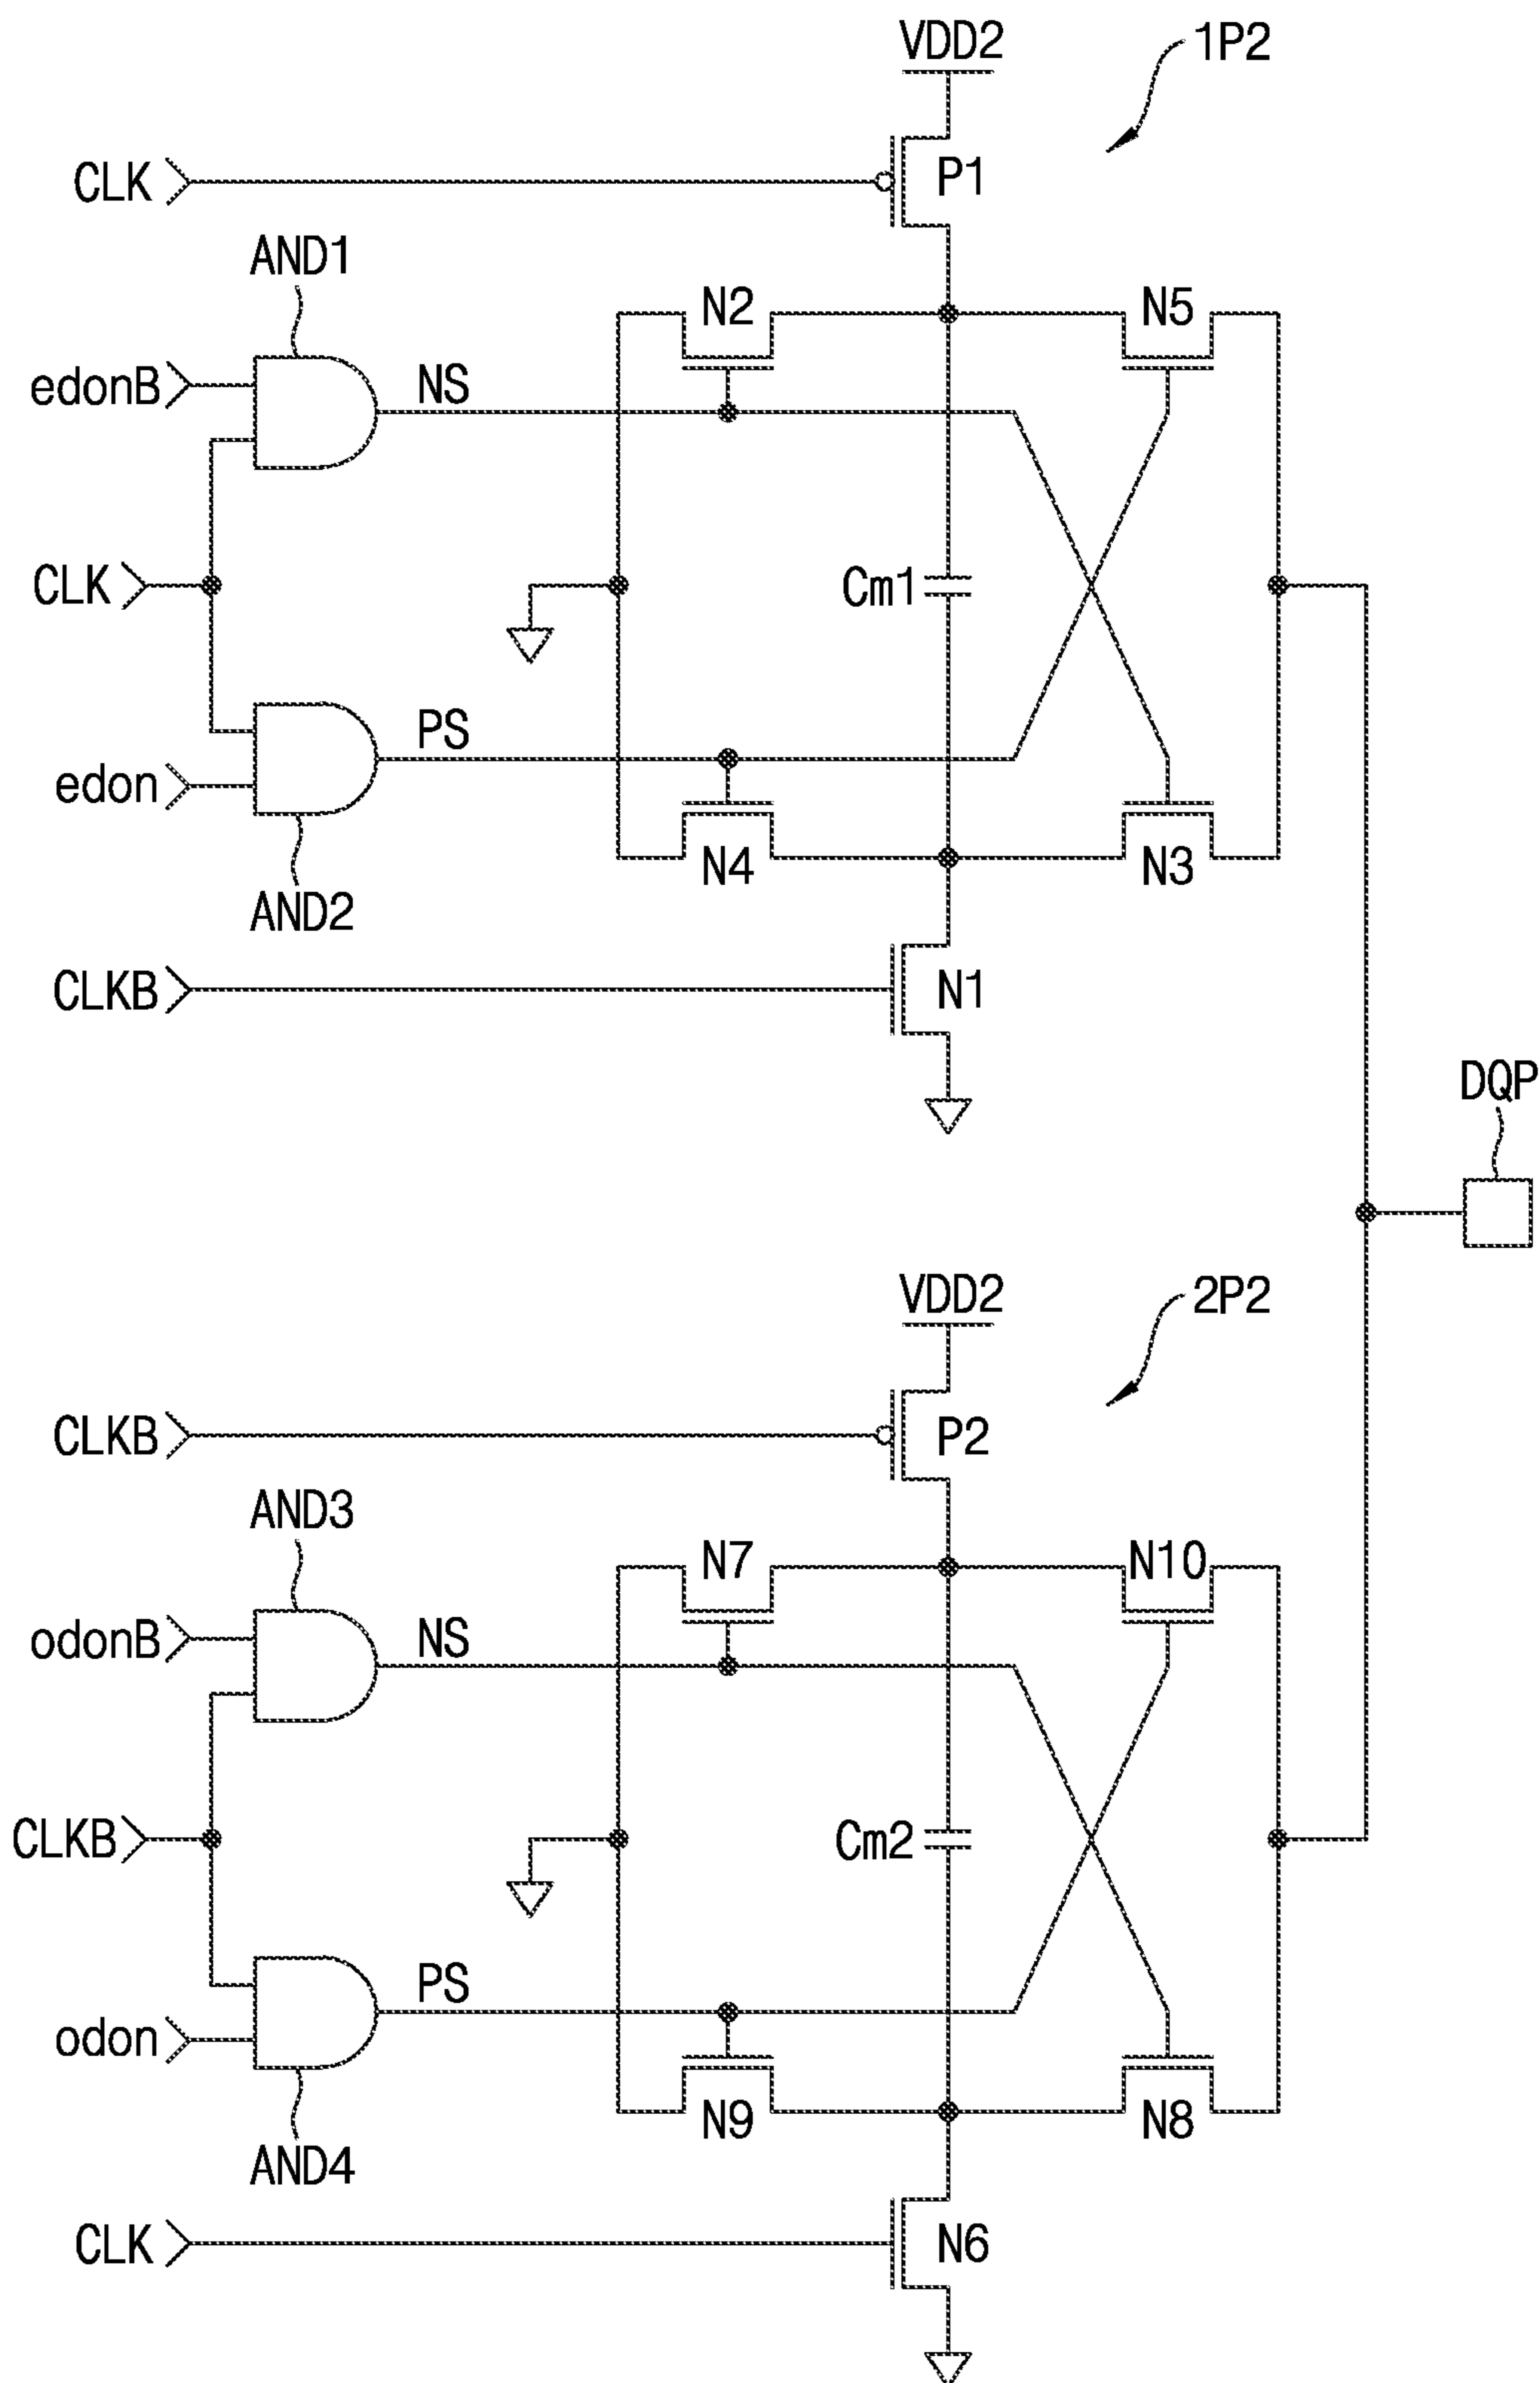 VDD2
1P2
CLK
P1
AND1
N2
N5
edonB
NS
CLK
Cm1
PS
edon
N4
N3
AND2
CLKB
N1
DQP
VDD2
2P2
CLKB
P2
AND3
N7
N10
odonB
NS
CLKB
Cm2
PS
odon
N9
N8
AND4
CLK
N6